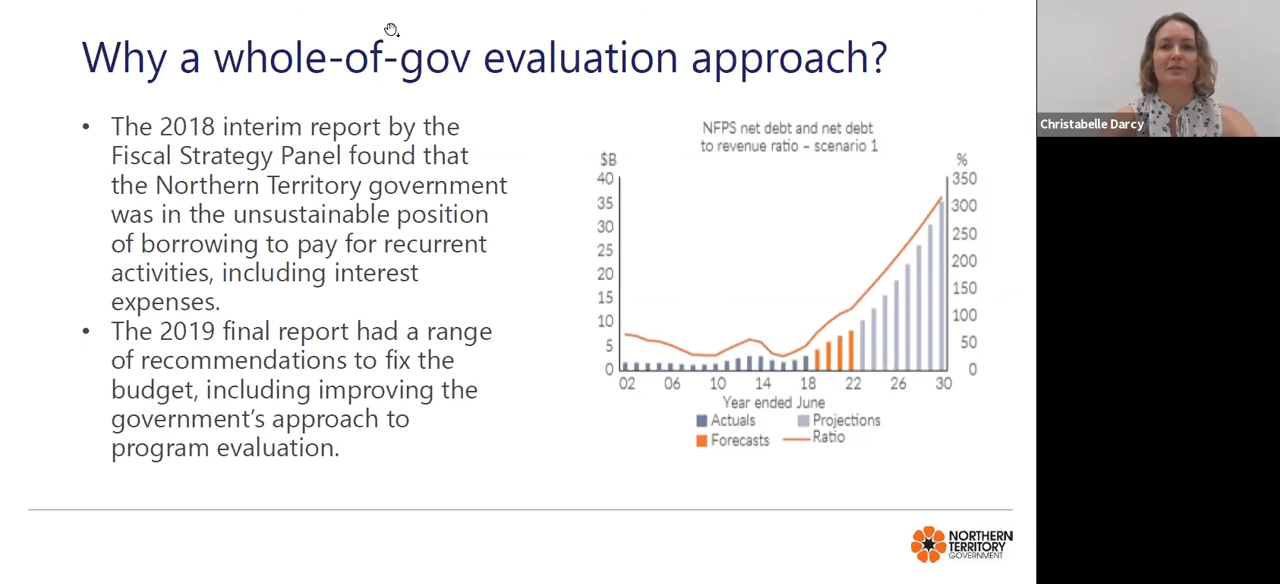 Why a whole-of-gov evaluation approach?
• The 2018 interim report by the
Fiscal Strategy Panel found that
the Northern Territory government
was in the unsustainable position
of borrowing to pay for recurrent
activities, including interest
expenses.
• The 2019 final report had a range
of recommendations to fix the
budget, including improving the
government's approach to
program evaluation.
NFPS net debt and net debt
to revenue ratio – scenario 1
$B %
40 350
35 300
30 250
25 200
20 150
15 100
10 50
5 0
0
02 06 10 14 18 22 26 30
Year ended June
Actuals Projections
Forecasts Ratio
NORTHERN
TERRITORY
GOVERNMENT
Christabelle Darcy